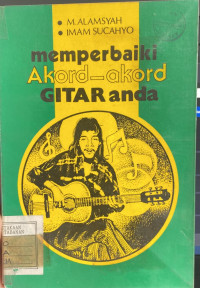 • M. ALAMSYAH
• IMAM SUCAHYO
memperbaiki
Akord-akord
GITAR anda